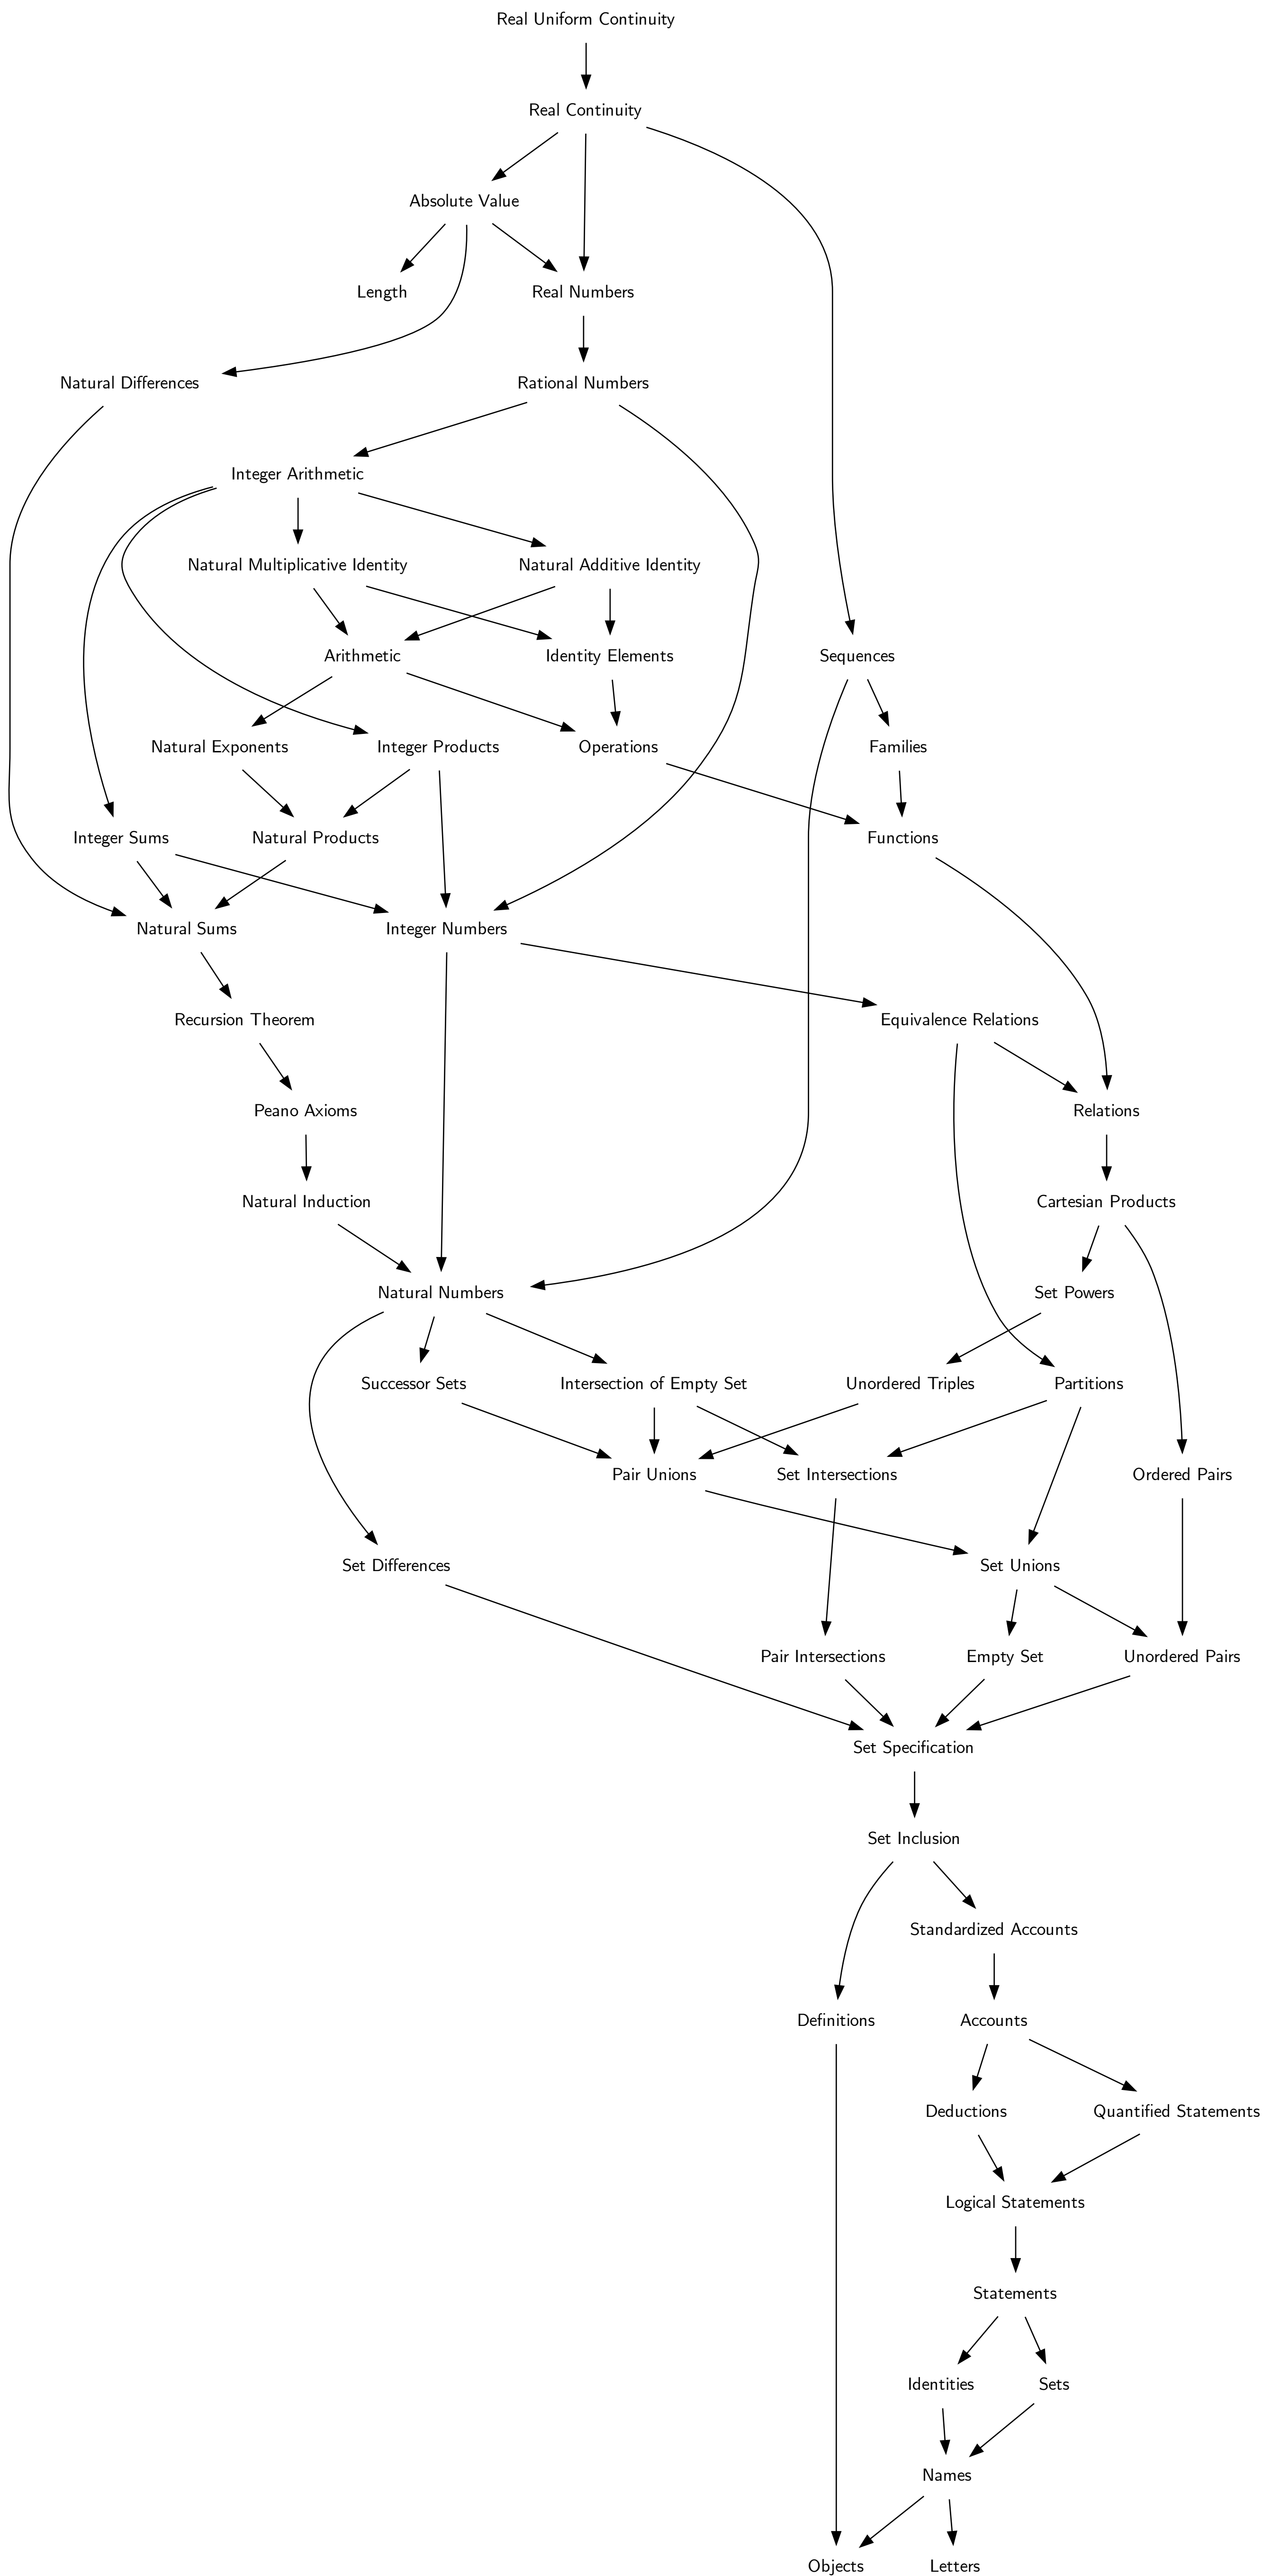 Real Uniform Continuity
Real Continuity
Absolute Value
Length
Real Numbers
Natural Differences
Rational Numbers
Integer Arithmetic
Natural Multiplicative Identity
Natural Additive Identity
Arithmetic
Identity Elements
Sequences
Natural Exponents
Integer Products
Operations
Families
Integer Sums
Natural Products
Functions
Natural Sums
Integer Numbers
Recursion Theorem
Equivalence Relations
Peano Axioms
Relations
Natural Induction
Cartesian Products
Natural Numbers
Set Powers
Successor Sets
Intersection of Empty Set
Unordered Triples
Partitions
Pair Unions
Set Intersections
Ordered Pairs
Set Differences
Set Unions
Pair Intersections
Empty Set
Unordered Pairs
Set Specification
Set Inclusion
Standardized Accounts
Definitions
Accounts
Deductions
Quantified Statements
Logical Statements
Statements
Identities
Sets
Names
Objects
Letters